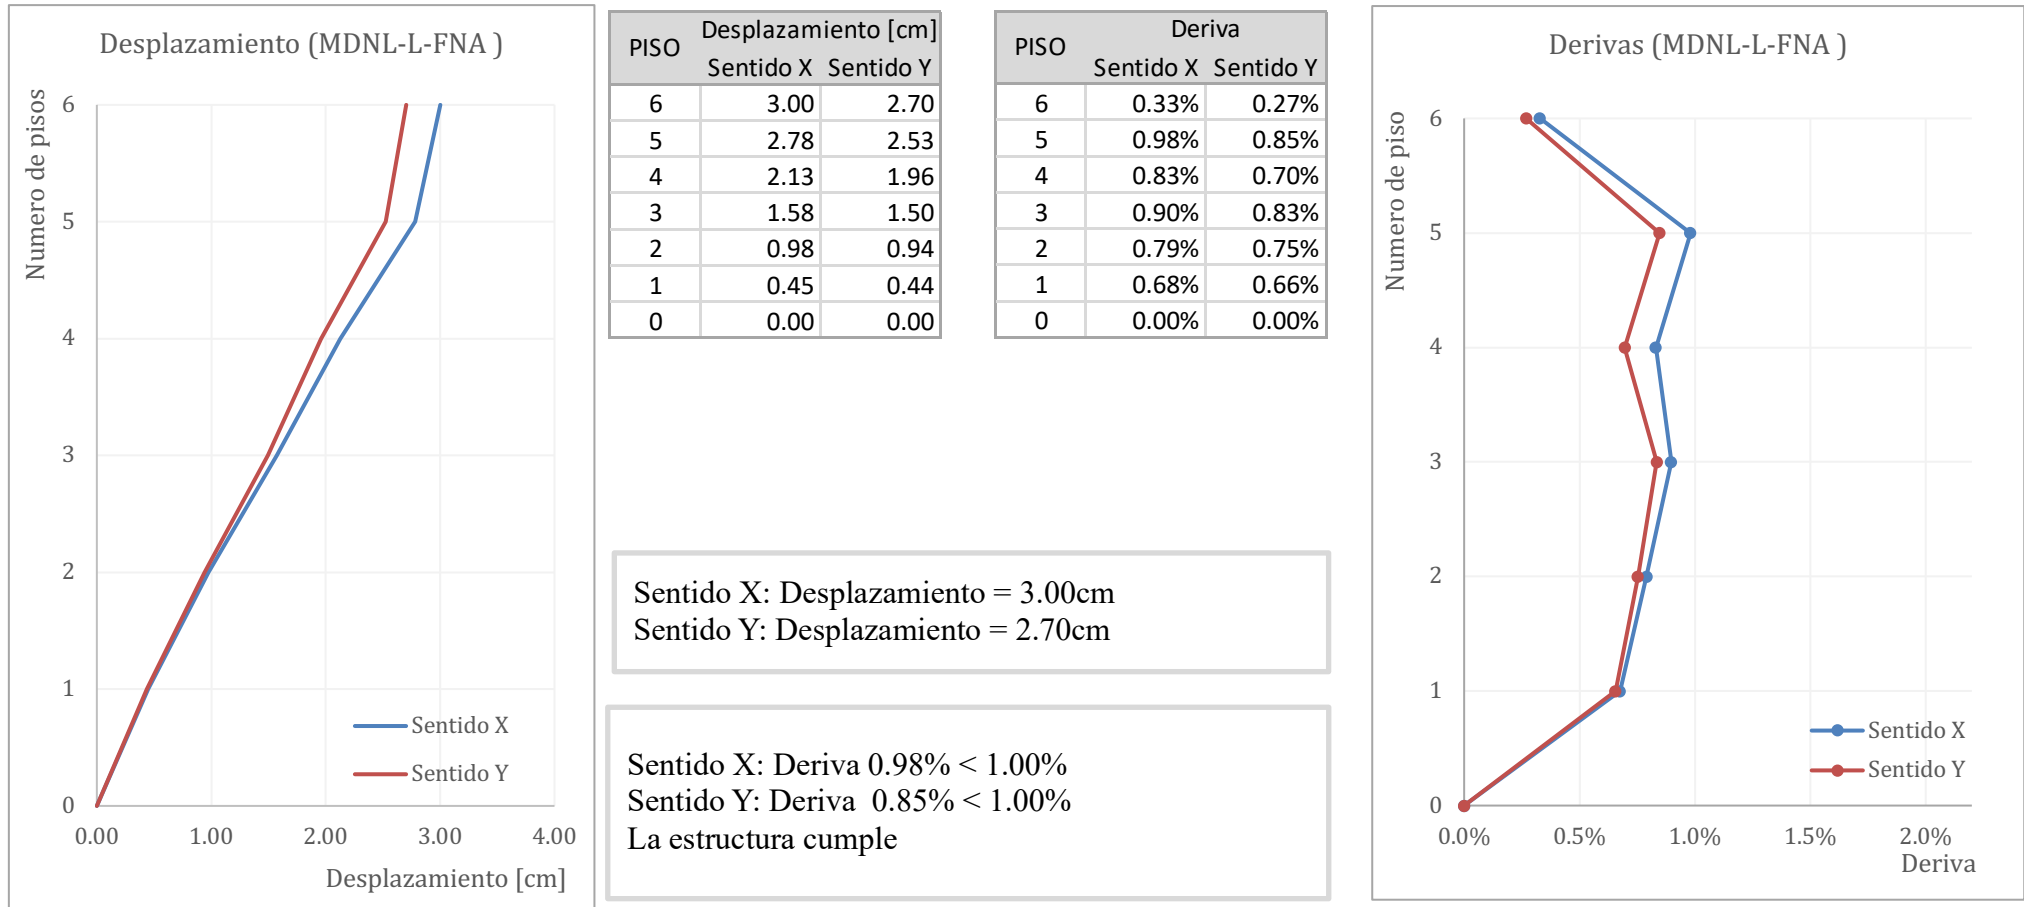 Desplazamiento (MDNL-L-FNA )
Numero de pisos
6
5
4
3
2
1
0
0.00 1.00 2.00 3.00 4.00
Desplazamiento [cm]
Sentido X
Sentido Y
PISO Desplazamiento [cm]
Sentido X Sentido Y
6 3.00 2.70
5 2.78 2.53
4 2.13 1.96
3 1.58 1.50
2 0.98 0.94
1 0.45 0.44
0 0.00 0.00
PISO Deriva
Sentido X Sentido Y
6 0.33% 0.27%
5 0.98% 0.85%
4 0.83% 0.70%
3 0.90% 0.83%
2 0.79% 0.75%
1 0.68% 0.66%
0 0.00% 0.00%
Sentido X: Desplazamiento = 3.00cm
Sentido Y: Desplazamiento = 2.70cm
Sentido X: Deriva 0.98% < 1.00%
Sentido Y: Deriva 0.85% < 1.00%
La estructura cumple
Derivas (MDNL-L-FNA )
Numero de piso
6
5
4
3
2
1
0
0.0% 0.5% 1.0% 1.5% 2.0%
Deriva
Sentido X
Sentido Y